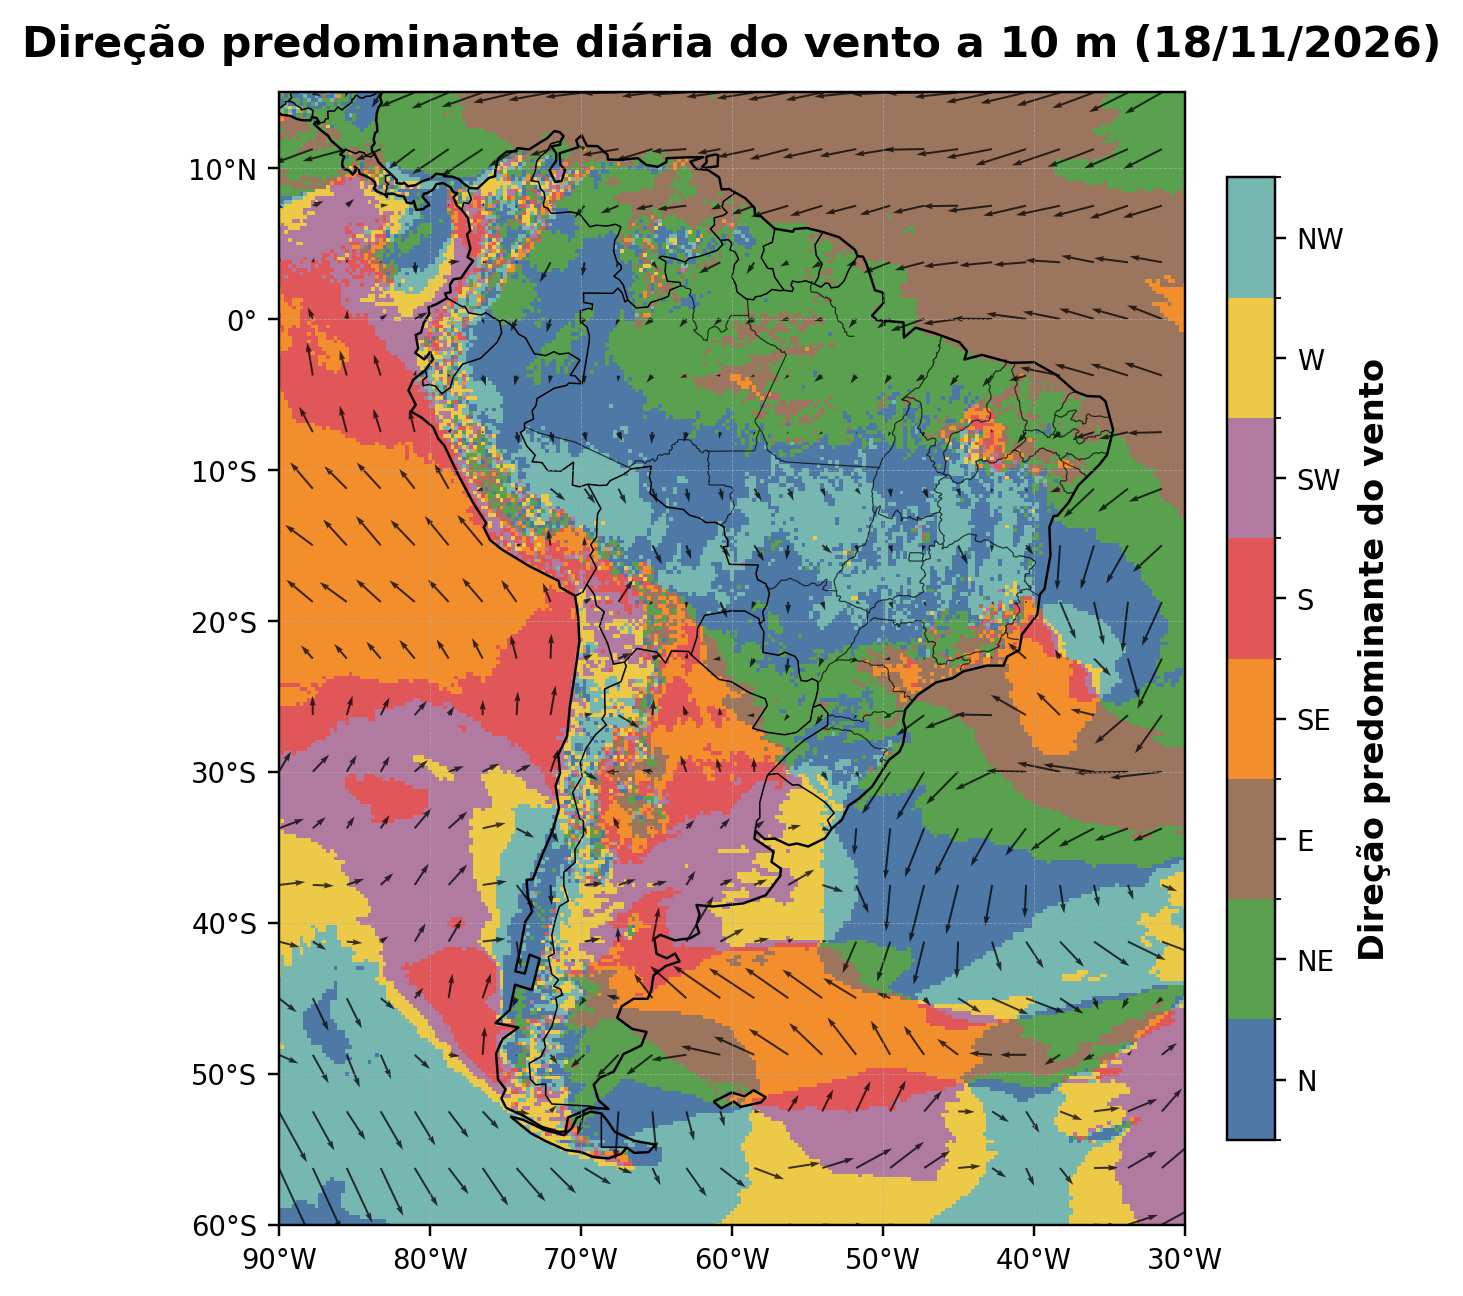 Direção predominante diária do vento a 10 m (18/11/2026)
10°N
0°
10°S
20°S
30°S
40°S
50°S
60°S
90°W
80°W
70°W
60°W
50°W
40°W
30°W
NW
W
SW
S
SE
E
NE
N
Direção predominante do vento